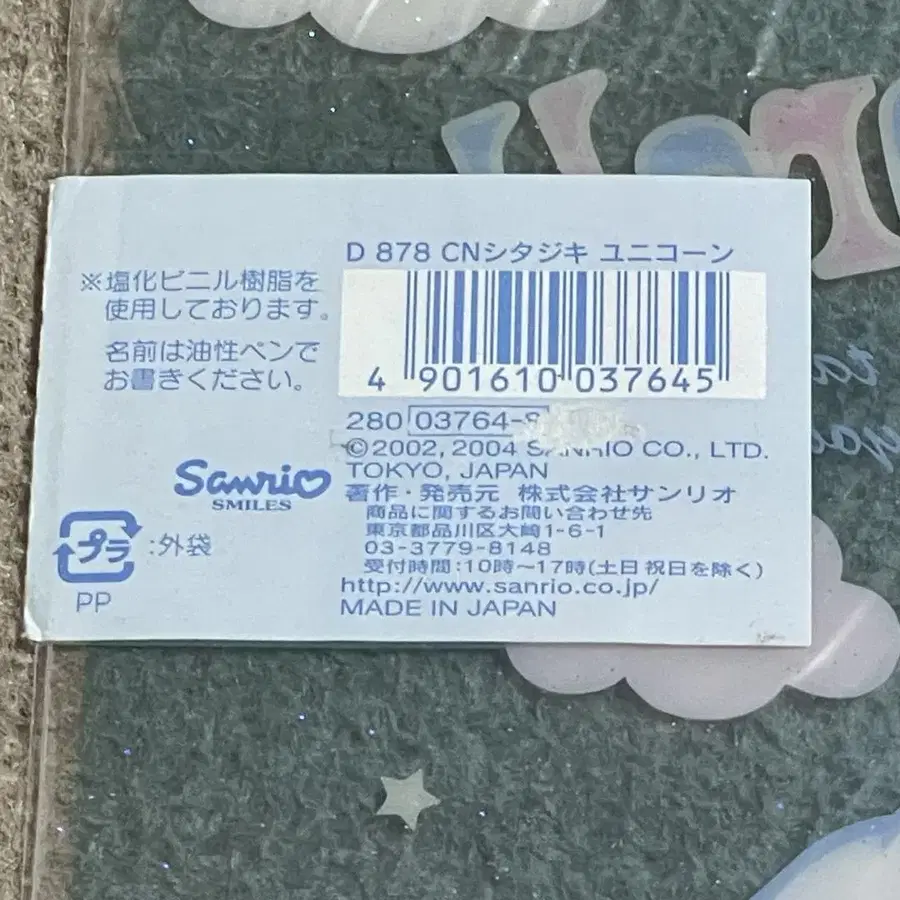 D 878 CNシタジキ ユニコーン
※塩化ビニル樹脂を
使用しております。
名前は油性ペンで
お書きください。
4 901610 037645
280 03764-
©2002, 2004 SANRIO CO., LTD.
TOKYO, JAPAN
著作・発売元 株式会社サンリオ
商品に関するお問い合わせ先
東京都品川区大崎1-6-1
03-3779-8148
受付時間:10時~17時(土日祝日を除く)
http://www.sanrio.co.jp/
MADE IN JAPAN
Sanrio
SMILES
プラ :外袋
PP